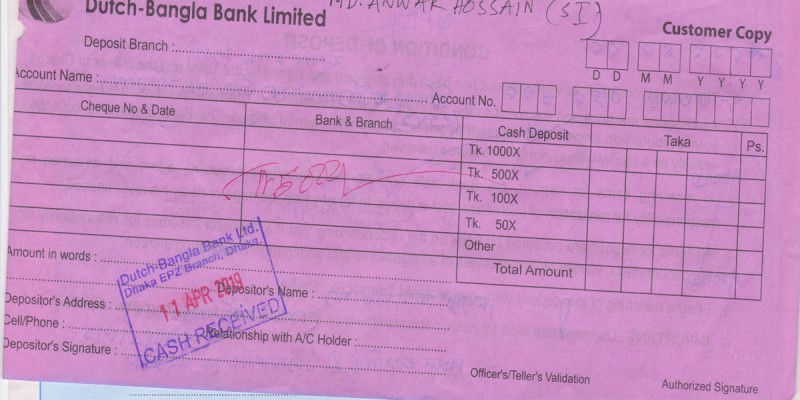 Dutch-Bangla Bank Limited
MD. ANWAR HOSSAIN (SI)
Customer Copy
Deposit Branch :
D D M M Y Y Y Y
Account Name :
Account No.
Cheque No & Date
Bank & Branch
Cash Deposit
Taka
Ps.
Tk. 1000X
Tk. 500X
Tk. 100X
Tk. 50X
Other
Total Amount
Amount in words :
Dutch-Bangla Bank Ltd.
Dhaka EPZ Branch, Dhaka.
11 APR 2019
CASH RECEIVED
Depositor's Name :
Depositor's Address :
Cell/Phone :
Relationship with A/C Holder :
Depositor's Signature :
Officer's/Teller's Validation
Authorized Signature